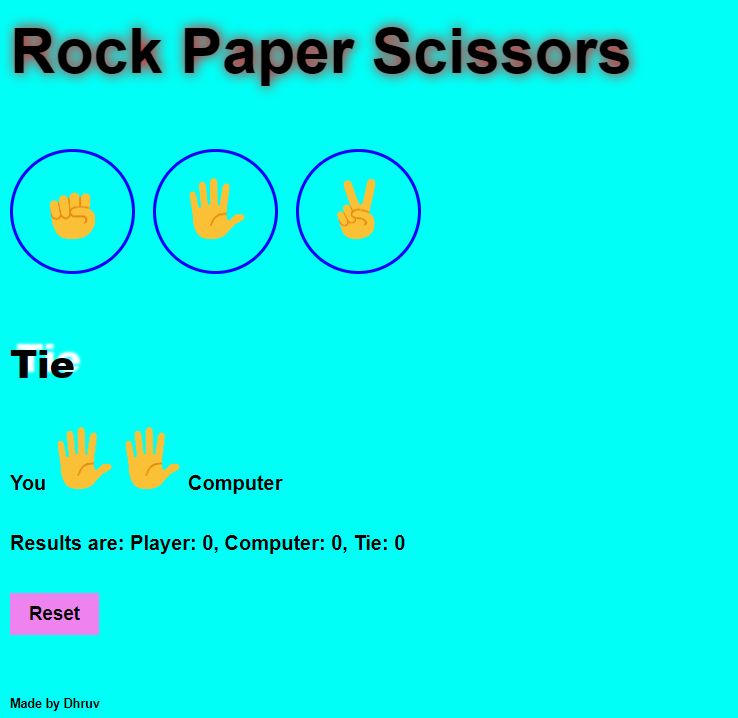 Rock Paper Scissors
Tie
You Computer
Results are: Player: 0, Computer: 0, Tie: 0
Reset
Made by Dhruv